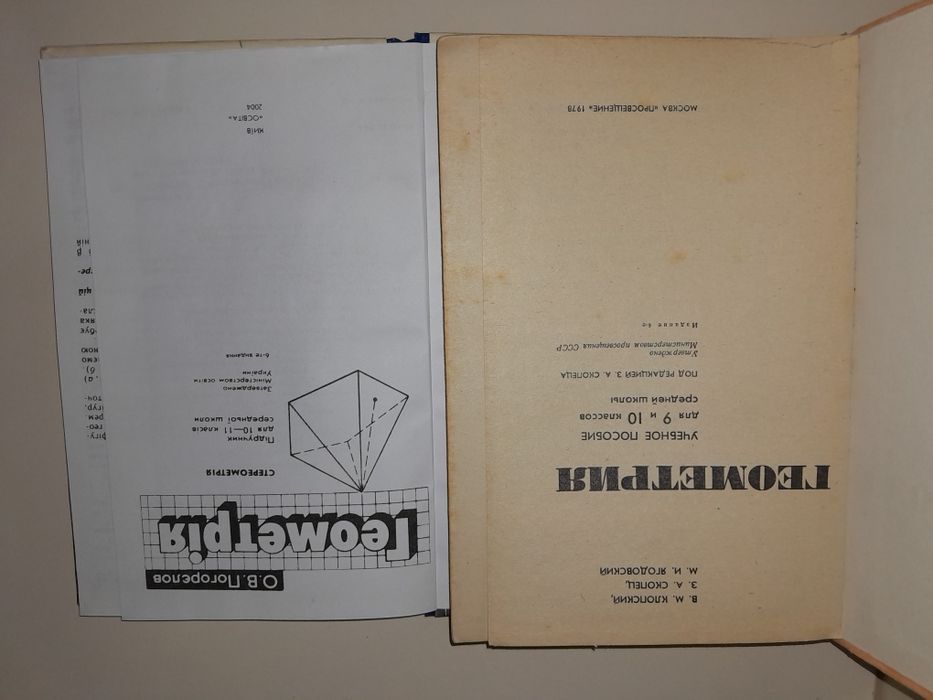 В. М. КЛОПСКИЙ,
З. А. СКОПЕЦ,
М. И. ЯГОДОВСКИЙ
ГЕОМЕТРИЯ
УЧЕБНОЕ ПОСОБИЕ
для 9 и 10 классов
СРЕДНЕЙ ШКОЛЫ
ПОД РЕДАКЦИЕЙ З. А. СКОПЕЦА
Утверждено
Министерством просвещения СССР
Издание 4-е
МОСКВА «ПРОСВЕЩЕНИЕ» 1978
О.В.Погорелов
Геометрія
СТЕРЕОМЕТРІЯ
Підручник
для 10—11 класів
середньої школи
Затверджено
Міністерством освіти
України
6-те видання
КИЇВ
«ОСВІТА»
2004